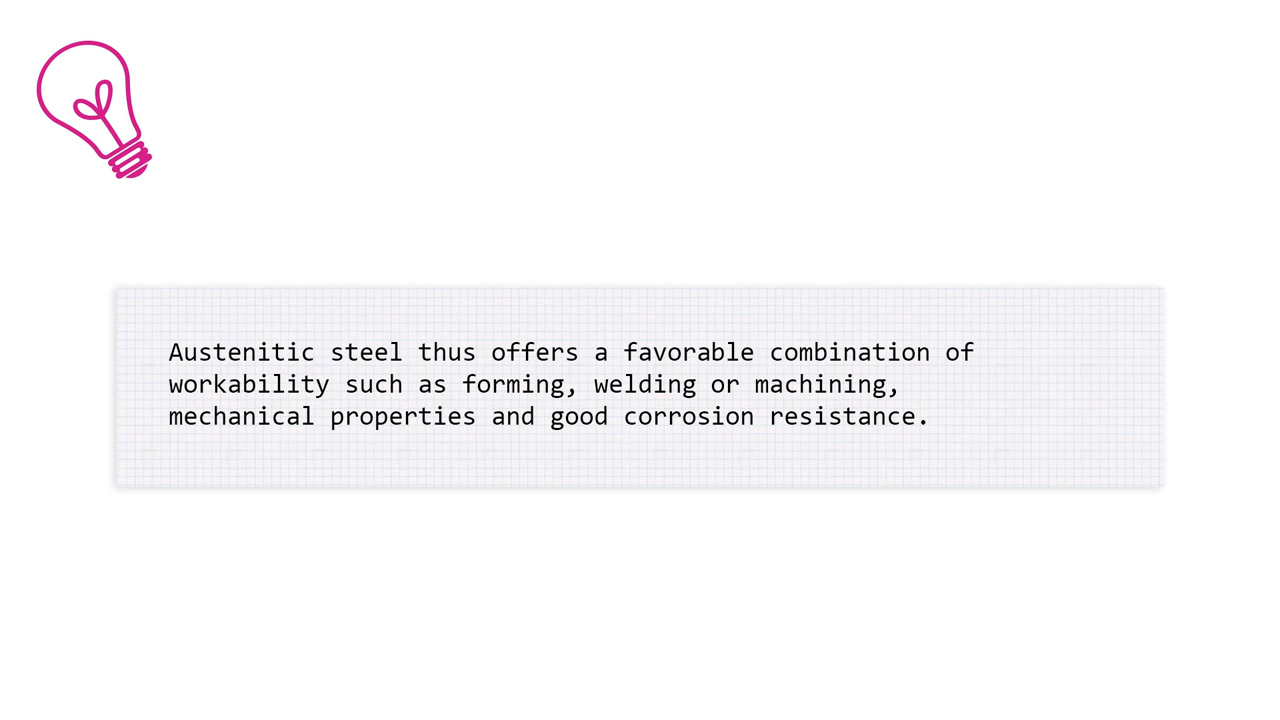 Austenitic steel thus offers a favorable combination of
workability such as forming, welding or machining,
mechanical properties and good corrosion resistance.